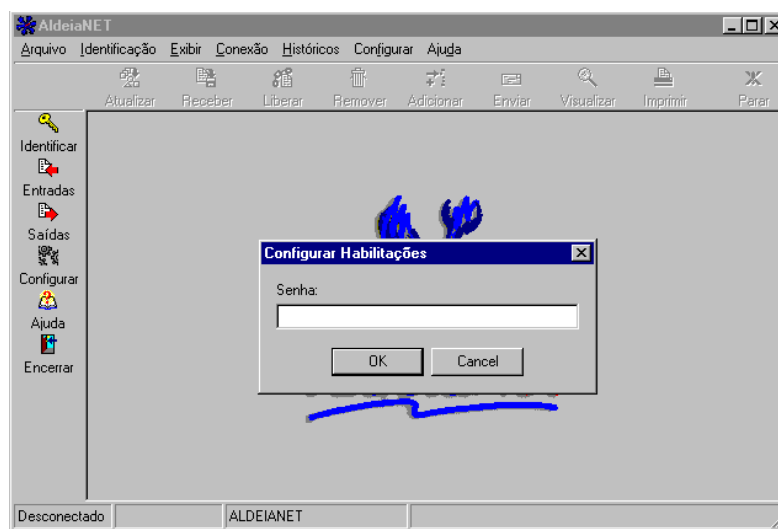 AldeiaNET
Arquivo Identificação Exibir Conexão Históricos Configurar Ajuda
Atualizar Receber Liberar Remover Adicionar Enviar Visualizar Imprimir Parar
Identificar
Entradas
Saídas
Configurar
Ajuda
Encerrar
Configurar Habilitações
Senha:
OK Cancel
Desconectado ALDEIANET